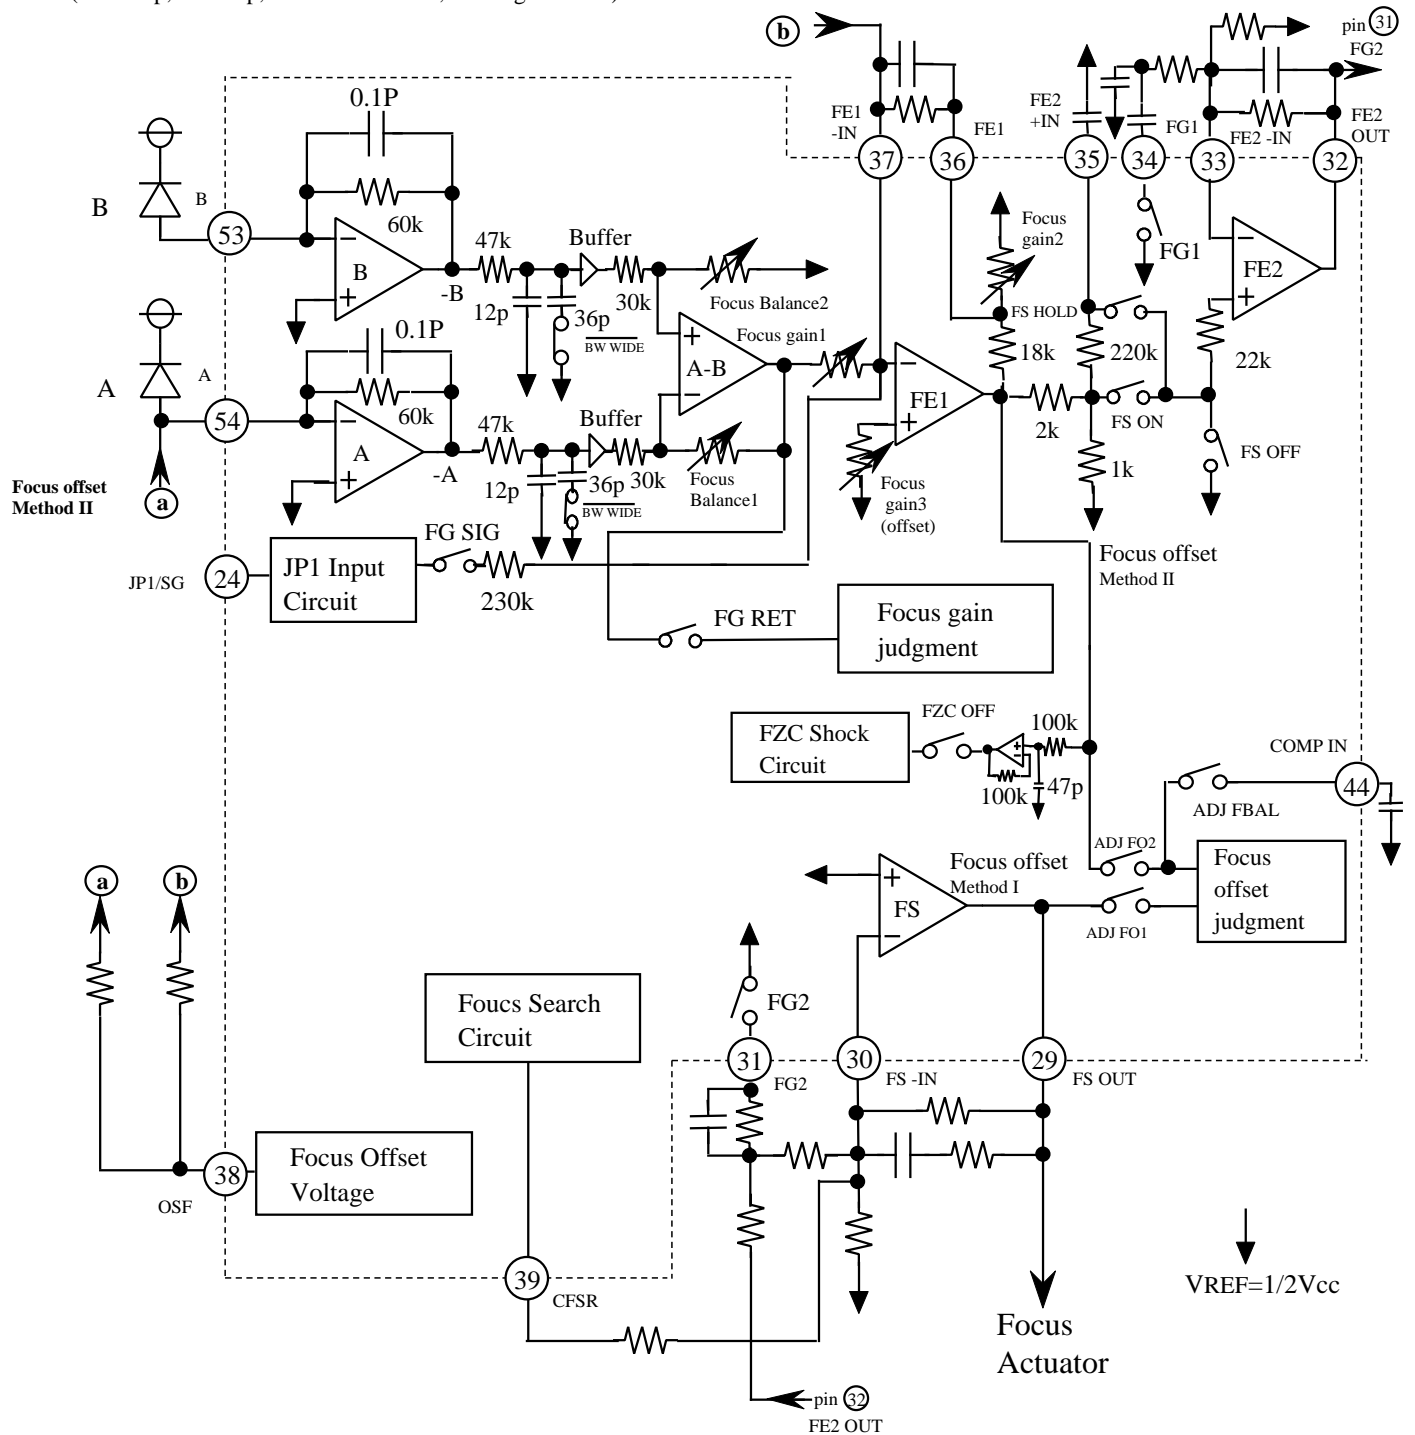 b
pin 31
FG2
0.1P
FE1
-IN
FE1
FE2
+IN
FG1
FE2 -IN
FE2
OUT
37
36
35
34
33
32
B
B
53
60k
47k
Buffer
B
-B
12p
36p
30k
BW WIDE
Focus Balance2
Focus
gain2
FS HOLD
FG1
FE2
A
A
54
0.1P
60k
47k
Buffer
A
-A
12p
36p
30k
BW WIDE
A-B
Focus gain1
Focus
Balance1
FE1
18k
220k
22k
2k
FS ON
1k
FS OFF
Focus
gain3
(offset)
Focus offset
Method II
a
Focus offset
Method II
JP1/SG
24
JP1 Input
Circuit
FG SIG
230k
FG RET
Focus gain
judgment
FZC Shock
Circuit
FZC OFF
100k
100k
47p
COMP IN
44
ADJ FBAL
ADJ FO2
Focus offset
Method I
FS
ADJ FO1
Focus
offset
judgment
a
b
Foucs Search
Circuit
FG2
31
30
29
FG2
FS -IN
FS OUT
38
OSF
Focus Offset
Voltage
39
CFSR
VREF=1/2Vcc
Focus
Actuator
pin 32
FE2 OUT